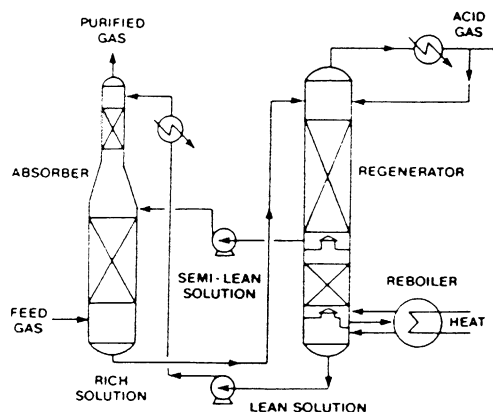 PURIFIED
GAS
ACID
GAS
ABSORBER
REGENERATOR
SEMI-LEAN
SOLUTION
REBOILER
FEED
GAS
HEAT
RICH
SOLUTION
LEAN SOLUTION